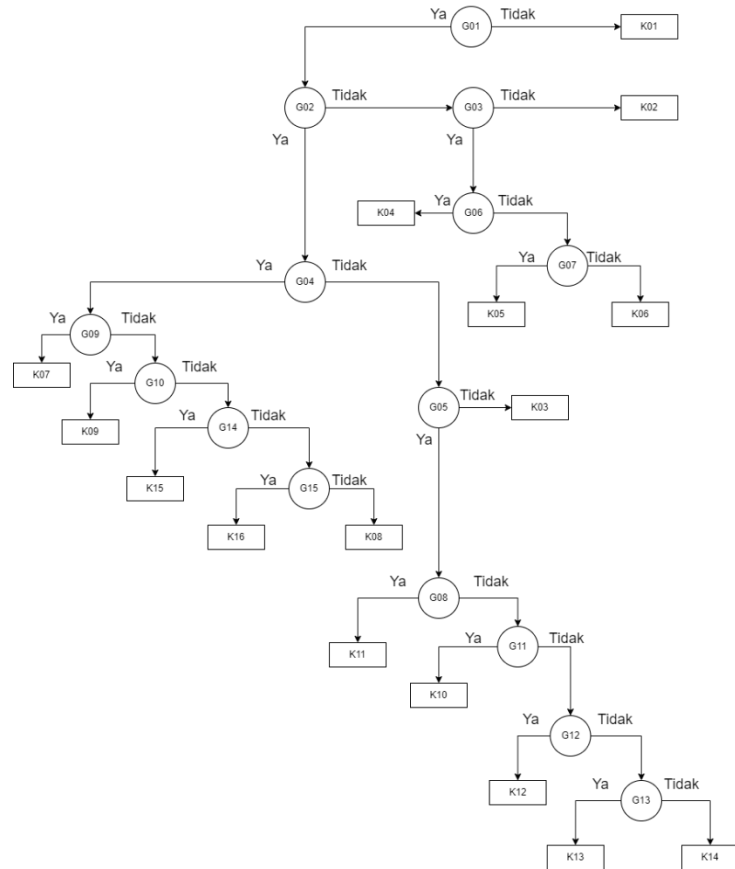 Ya G01 Tidak K01
G02 Tidak G03 Tidak K02
Ya Ya
K04 Ya G06 Tidak
Ya G07 Tidak
Ya G04 Tidak
K05 K06
Ya G09 Tidak
K07 Ya G10 Tidak
G05 Tidak K03
K09 Ya G14 Tidak
Ya
K15 Ya G15 Tidak
K16 K08
Ya G08 Tidak
K11 Ya G11 Tidak
K10
Ya G12 Tidak
K12 Ya G13 Tidak
K13 K14